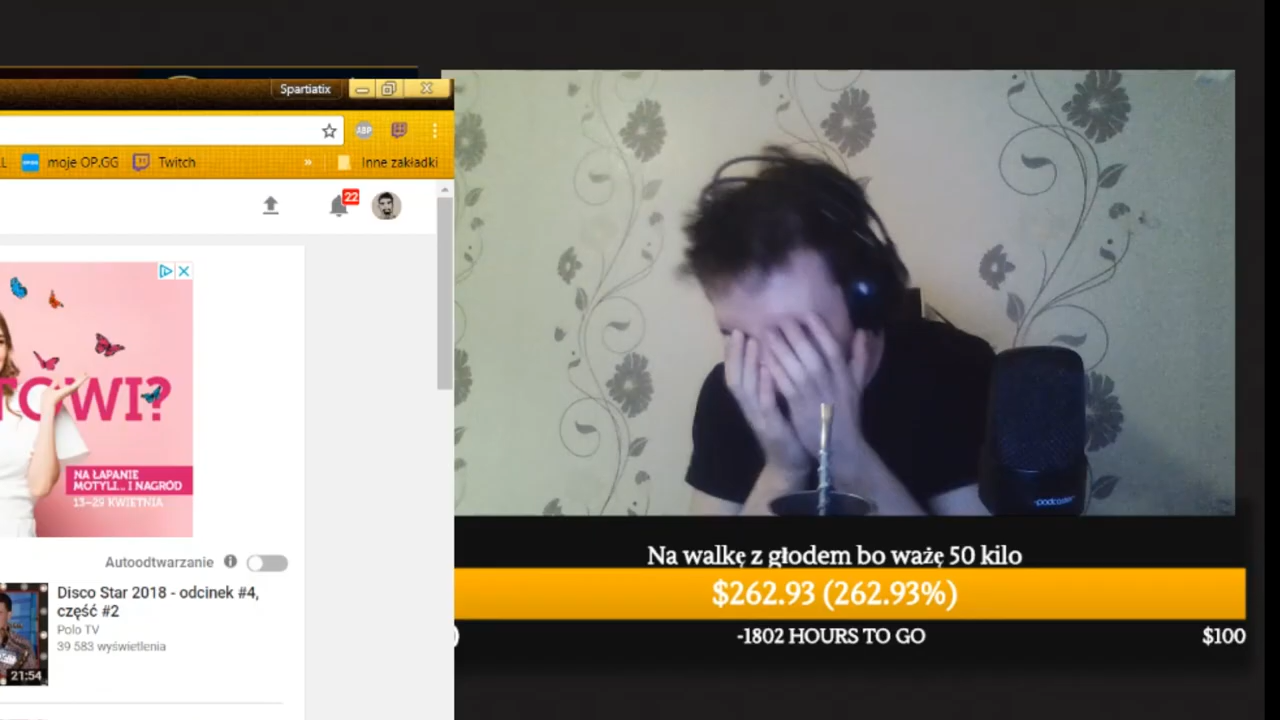 Spartiatix
ABP
L moje OP.GG Twitch » Inne zakładki
22
TOWI?
NA ŁAPANIE
MOTYLI... I NAGRÓD
13-29 KWIETNIA
Autoodtwarzanie
Disco Star 2018 - odcinek #4,
część #2
Polo TV
39 583 wyświetlenia
21:54
podcaster
Na walkę z głodem bo ważę 50 kilo
$262.93 (262.93%)
) -1802 HOURS TO GO $100